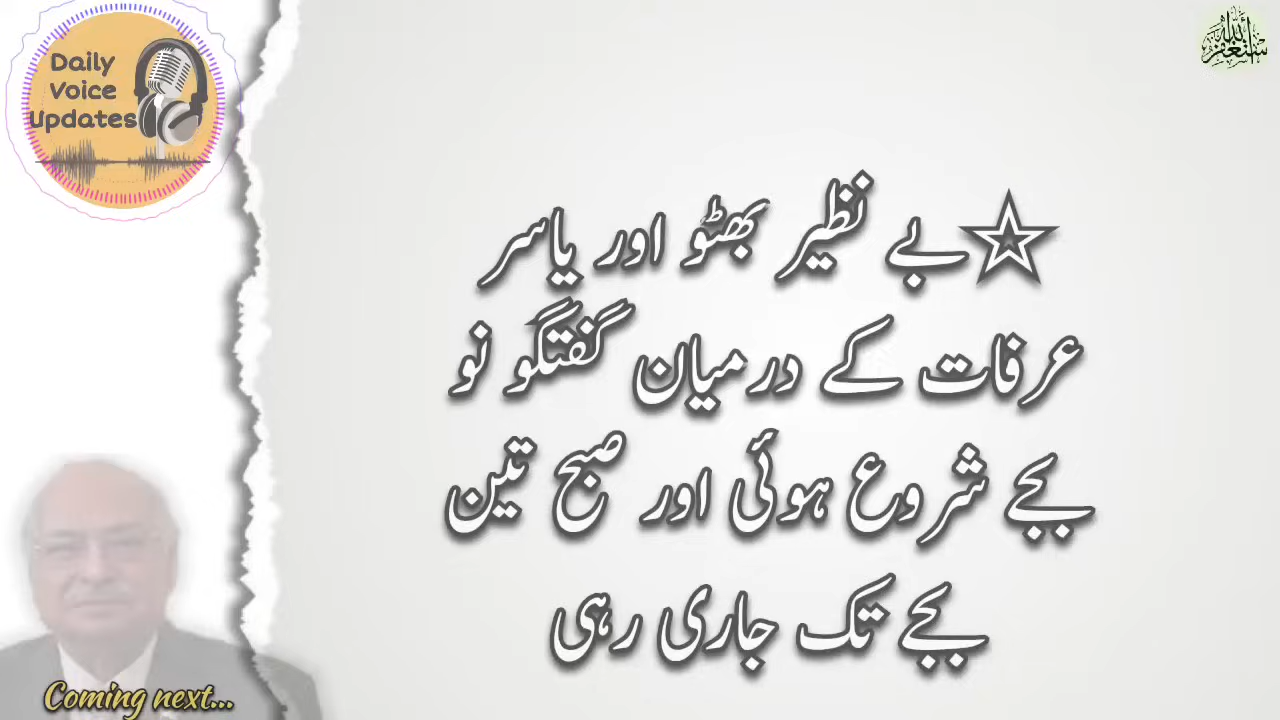 Daily
Voice
Updates
☆بے نظیر بھٹو اور یاسر
عرفات کے درمیان گفتگو نو
بجے شروع ہوئی اور صبح تین
بجے تک جاری رہی
Coming next...